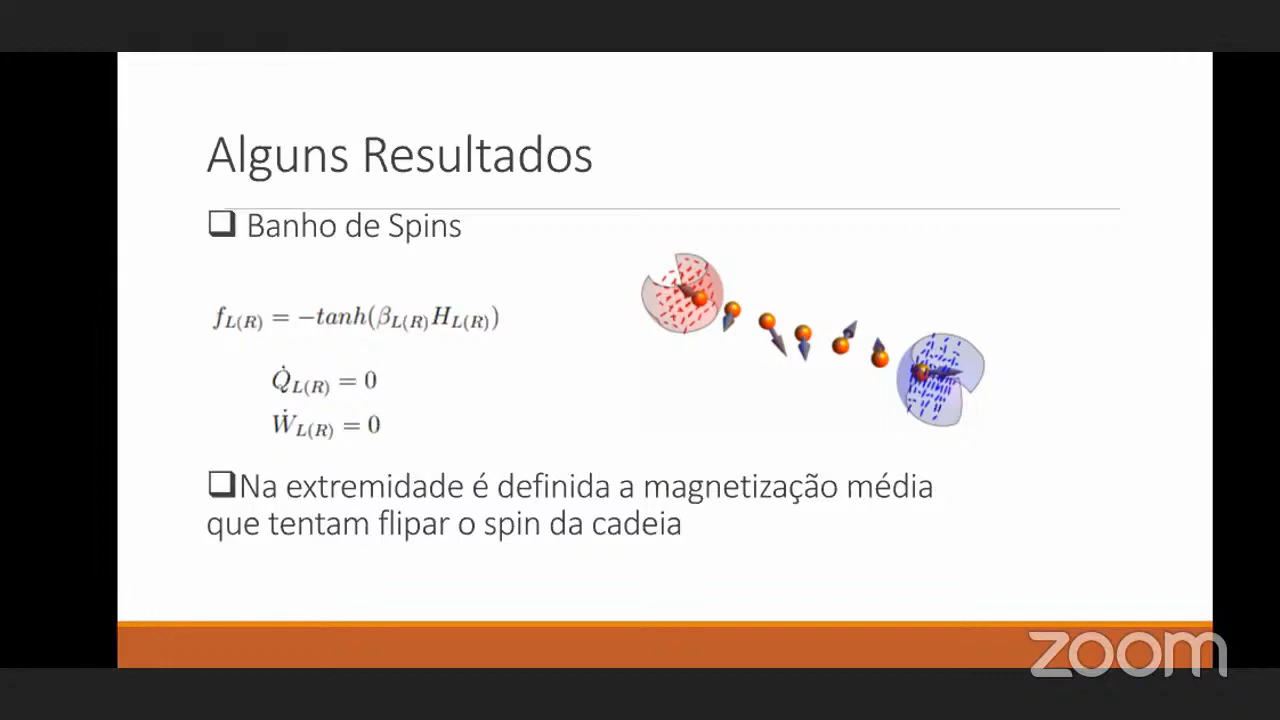 Alguns Resultados
❑ Banho de Spins
f_{L(R)} = −tanh(β_{L(R)}H_{L(R)})
Q̇_{L(R)} = 0
Ẇ_{L(R)} = 0
❑Na extremidade é definida a magnetização média
que tentam flipar o spin da cadeia
zoom